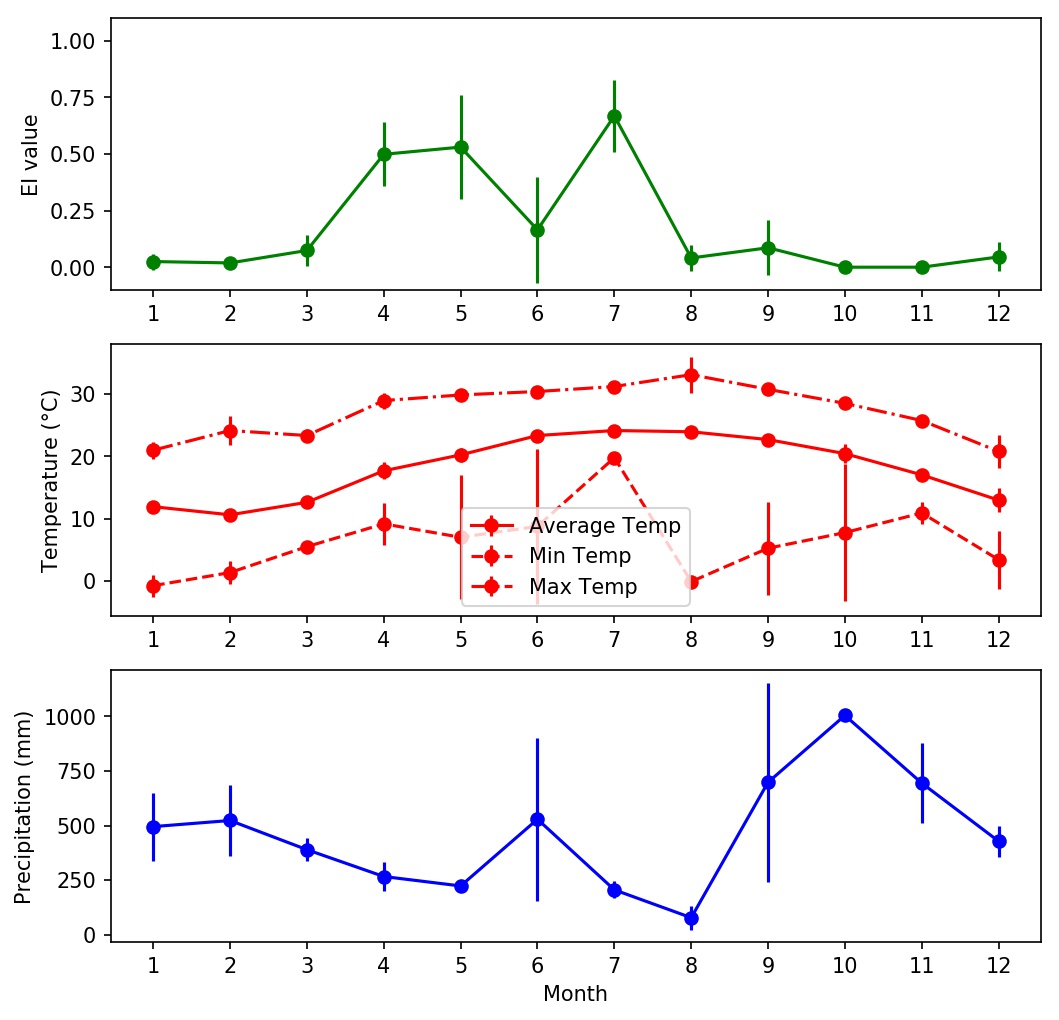 EI value
1.00
0.75
0.50
0.25
0.00
1 2 3 4 5 6 7 8 9 10 11 12
Temperature (°C)
30
20
10
0
Average Temp
Min Temp
Max Temp
1 2 3 4 5 6 7 8 9 10 11 12
Precipitation (mm)
1000
750
500
250
0
1 2 3 4 5 6 7 8 9 10 11 12
Month